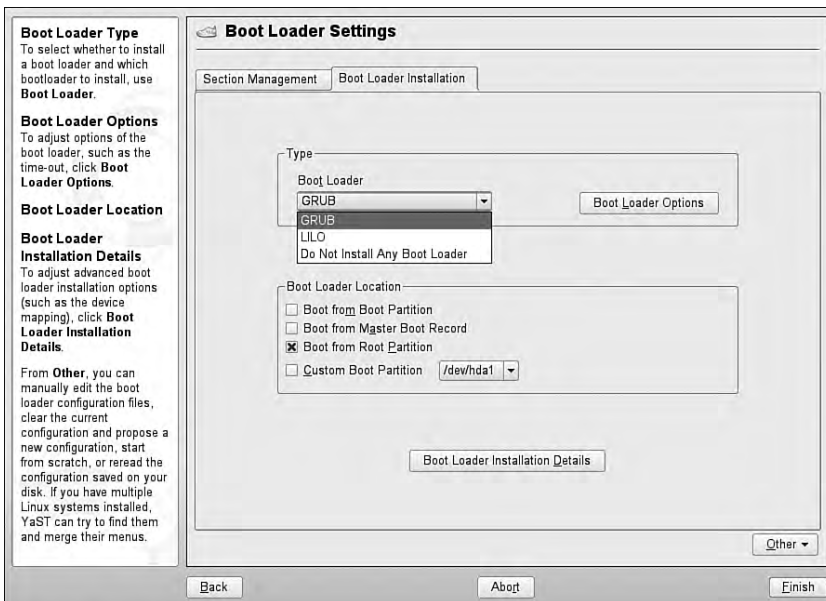 Boot Loader Type
To select whether to install
a boot loader and which
bootloader to install, use
Boot Loader.
Boot Loader Options
To adjust options of the
boot loader, such as the
time-out, click Boot
Loader Options.
Boot Loader Location
Boot Loader
Installation Details
To adjust advanced boot
loader installation options
(such as the device
mapping), click Boot
Loader Installation
Details.
From Other, you can
manually edit the boot
loader configuration files,
clear the current
configuration and propose a
new configuration, start
from scratch, or reread the
configuration saved on your
disk. If you have multiple
Linux systems installed,
YaST can try to find them
and merge their menus.
Boot Loader Settings
Section Management
Boot Loader Installation
Type
Boot Loader
GRUB
Boot Loader Options
GRUB
LILO
Do Not Install Any Boot Loader
Boot Loader Location
Boot from Boot Partition
Boot from Master Boot Record
Boot from Root Partition
Custom Boot Partition /dev/hda1
Boot Loader Installation Details
Other
Back
Abort
Finish